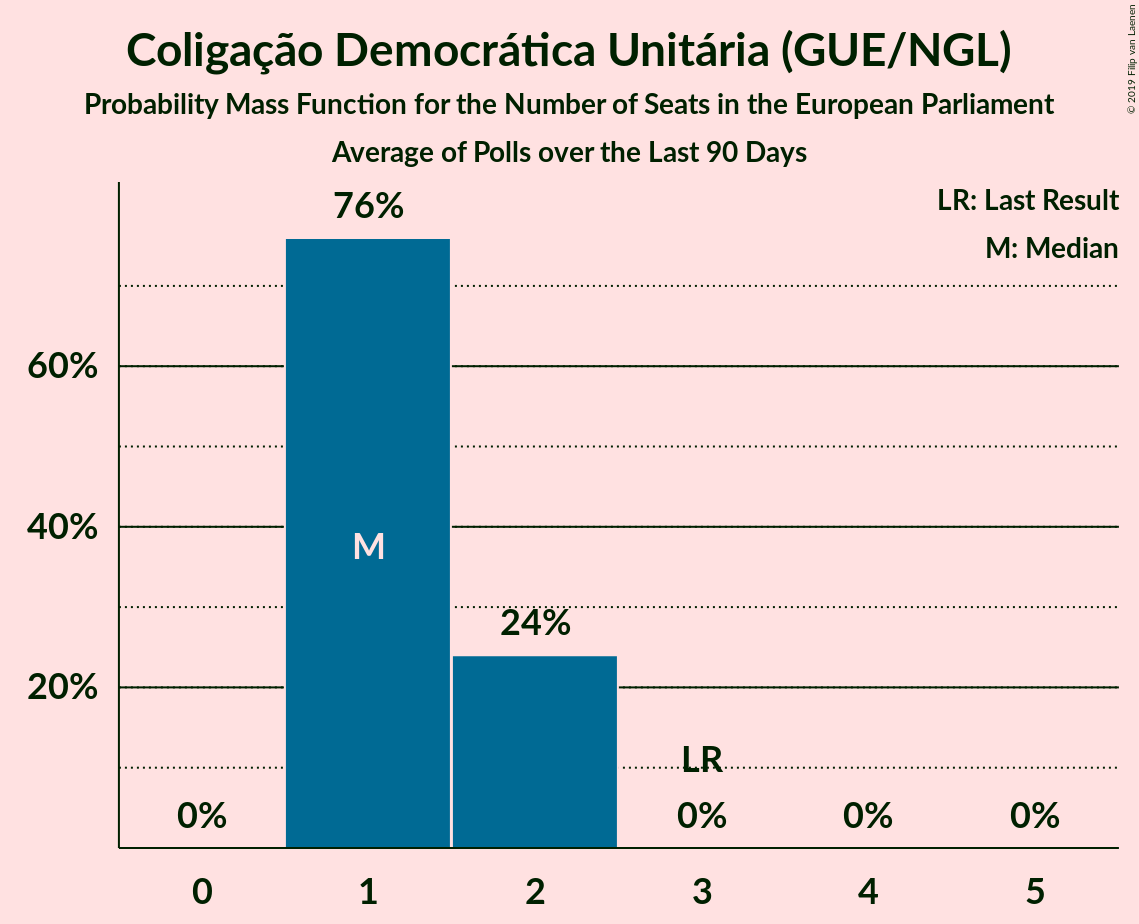 Coligação Democrática Unitária (GUE/NGL)
Probability Mass Function for the Number of Seats in the European Parliament
Average of Polls over the Last 90 Days
© 2019 Filip van Laenen
LR: Last Result
M: Median
76%
60%
40%
M
24%
20%
LR
0%
0%
0%
0%
0 1 2 3 4 5